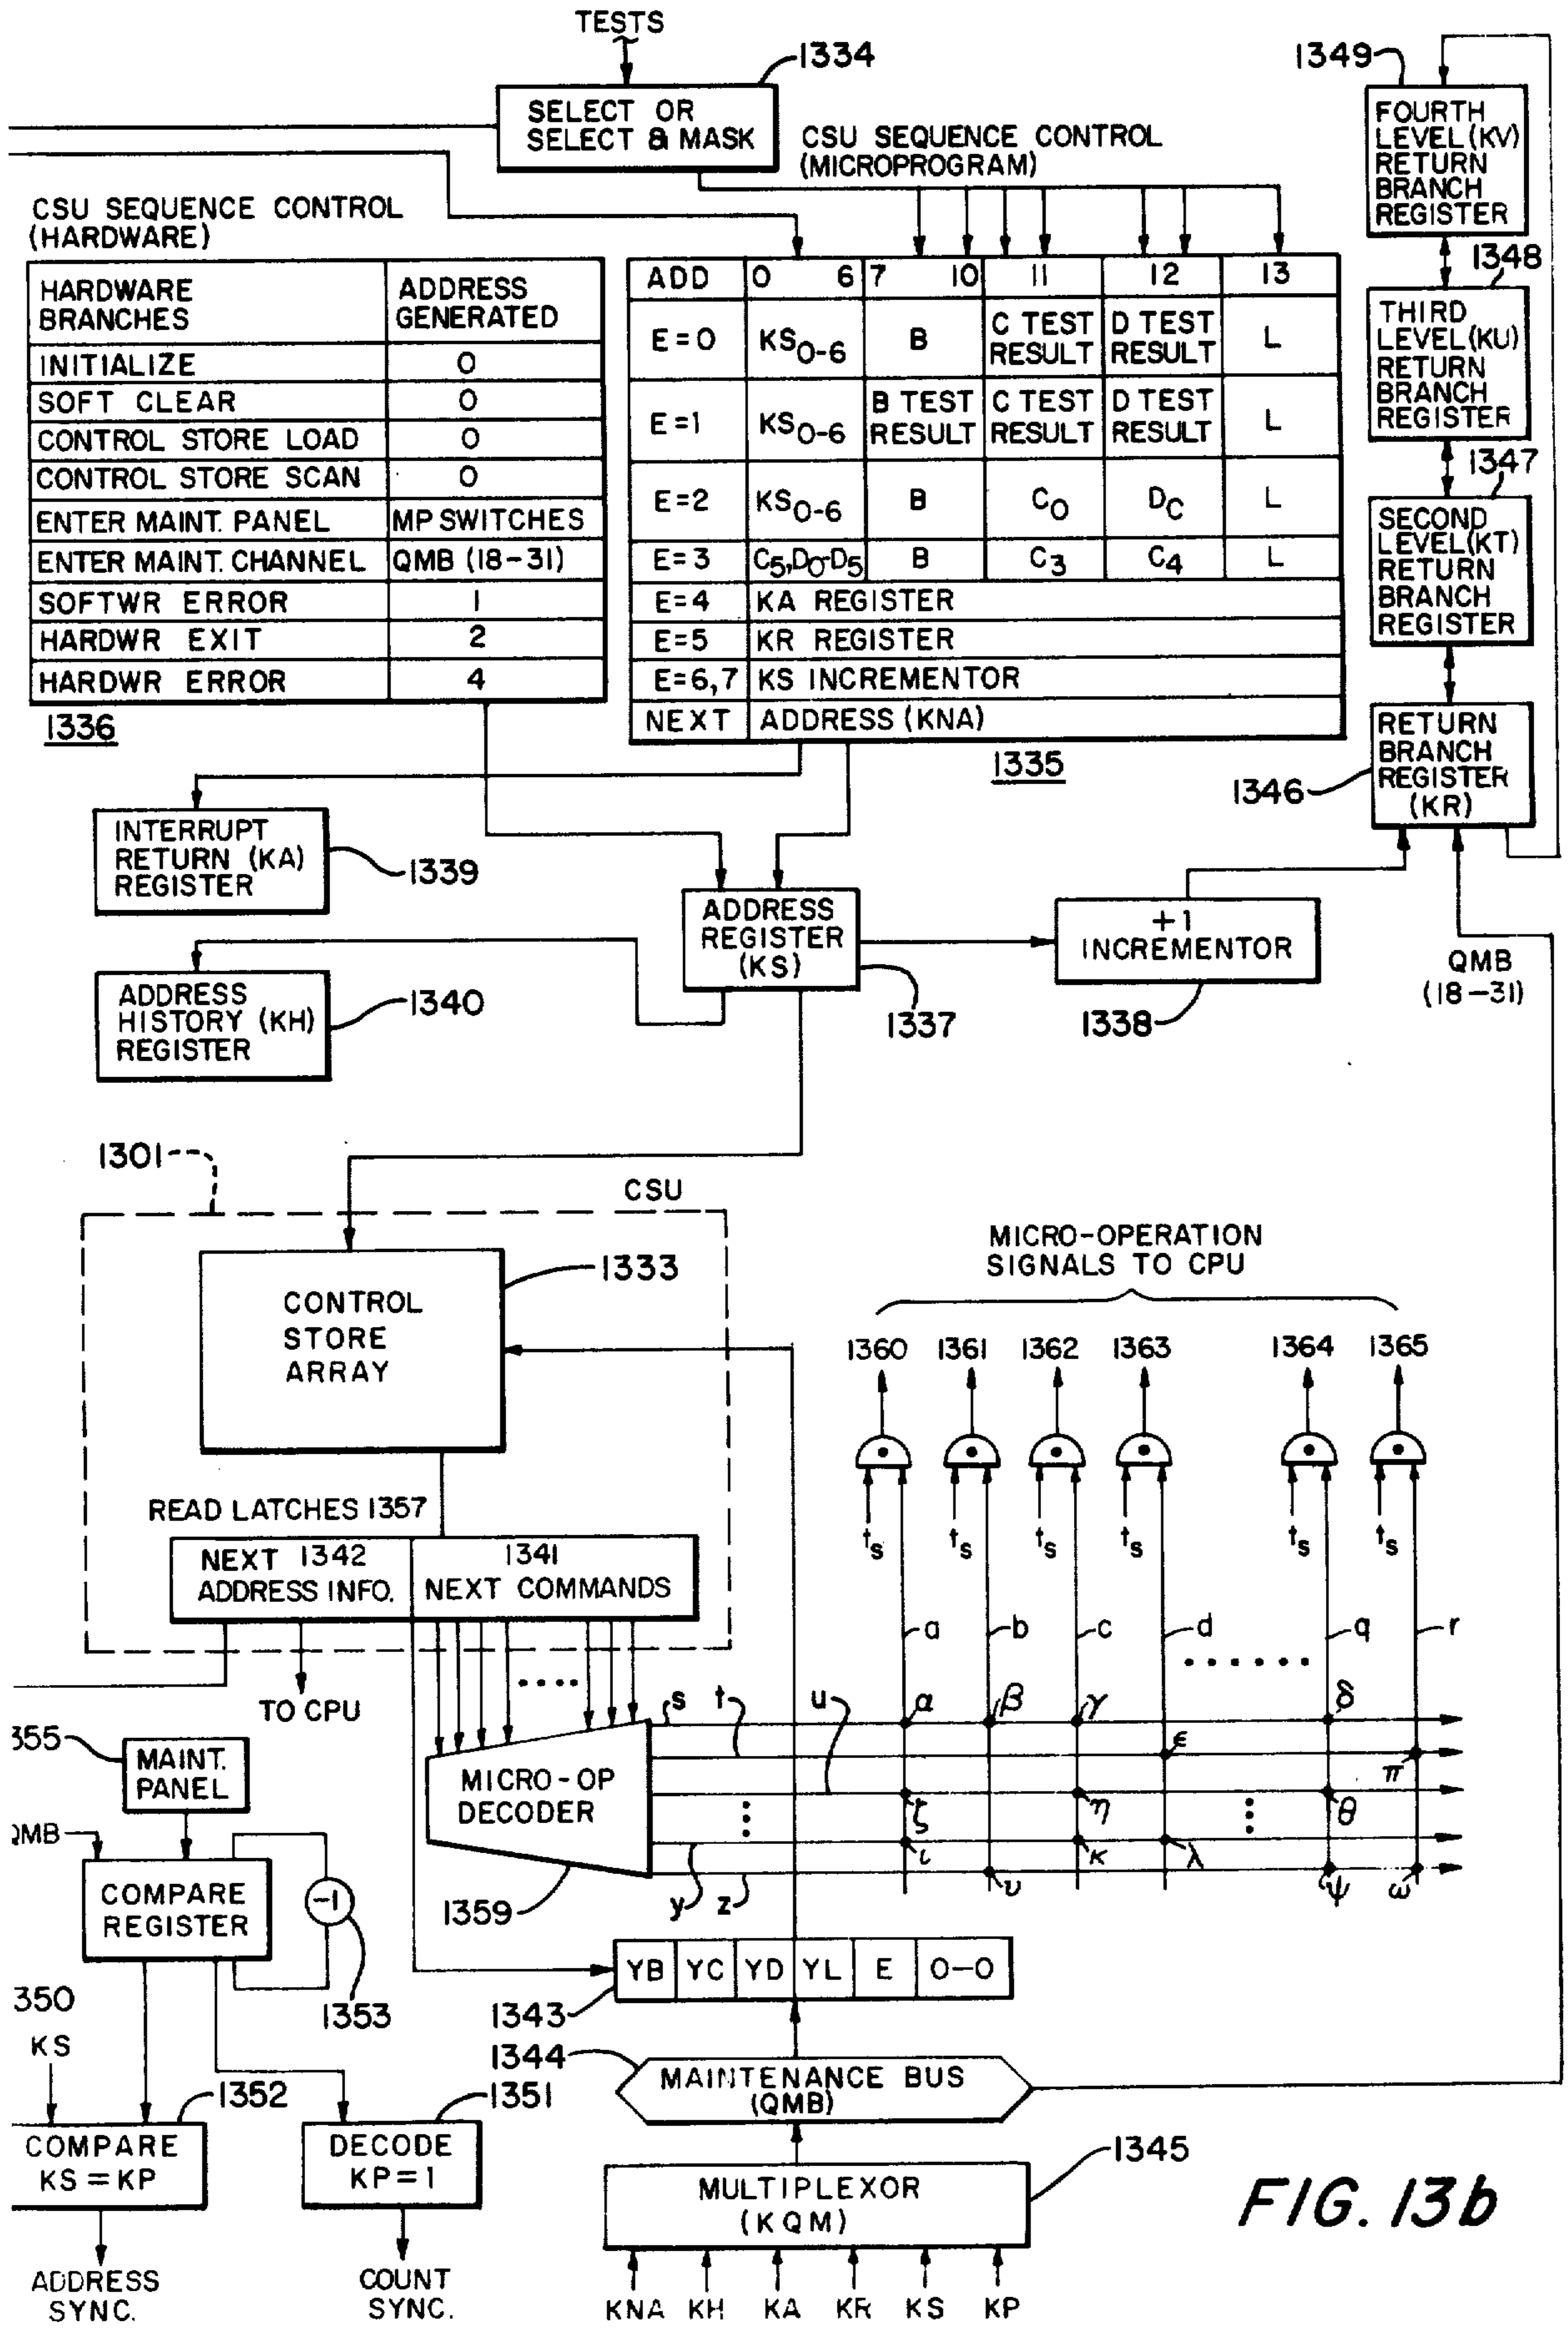 TESTS
1334
SELECT OR
SELECT & MASK
CSU SEQUENCE CONTROL
(MICROPROGRAM)
1349
FOURTH
LEVEL(KV)
RETURN
BRANCH
REGISTER
1348
THIRD
LEVEL(KU)
RETURN
BRANCH
REGISTER
1347
SECOND
LEVEL(KT)
RETURN
BRANCH
REGISTER
RETURN
BRANCH
REGISTER
(KR)
1346
CSU SEQUENCE CONTROL
(HARDWARE)
HARDWARE BRANCHES ADDRESS GENERATED
INITIALIZE 0
SOFT CLEAR 0
CONTROL STORE LOAD 0
CONTROL STORE SCAN 0
ENTER MAINT. PANEL MP SWITCHES
ENTER MAINT. CHANNEL QMB (18-31)
SOFTWR ERROR 1
HARDWR EXIT 2
HARDWR ERROR 4
1336
ADD 0 6 7 10 11 12 13
E=0 KS0-6 B C TEST RESULT D TEST RESULT L
E=1 KS0-6 B TEST RESULT C TEST RESULT D TEST RESULT L
E=2 KS0-6 B C0 DC L
E=3 C5,D0-D5 B C3 C4 L
E=4 KA REGISTER
E=5 KR REGISTER
E=6,7 KS INCREMENTOR
NEXT ADDRESS (KNA)
1335
INTERRUPT
RETURN (KA)
REGISTER
1339
ADDRESS
REGISTER
(KS)
1337
+1
INCREMENTOR
1338
QMB
(18-31)
ADDRESS
HISTORY (KH)
REGISTER
1340
1301
CSU
CONTROL
STORE
ARRAY
1333
MICRO-OPERATION
SIGNALS TO CPU
1360 1361 1362 1363 1364 1365
ts ts ts ts ts ts
READ LATCHES 1357
NEXT 1342
ADDRESS INFO.
1341
NEXT COMMANDS
a b c d q r
TO CPU
s t u
α β γ δ
ε π
ζ η θ
ι κ λ
υ ψ ω
y z
MICRO-OP
DECODER
1359
355
MAINT.
PANEL
QMB
COMPARE
REGISTER
-1
1353
350
KS
YB YC YD YL E 0-0
1343
1344
MAINTENANCE BUS
(QMB)
1352
COMPARE
KS=KP
1351
DECODE
KP=1
1345
MULTIPLEXOR
(KQM)
ADDRESS
SYNC.
COUNT
SYNC.
KNA KH KA KR KS KP
FIG. 13b